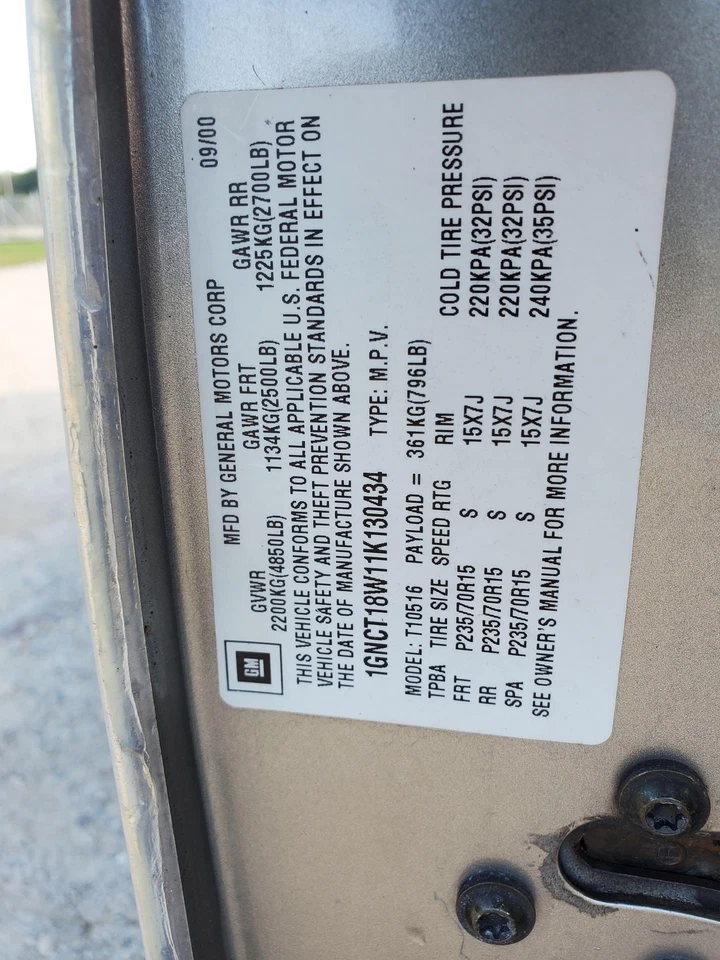 GM
MFD BY GENERAL MOTORS CORP 09/00
GVWR GAWR FRT GAWR RR
2200KG(4850LB) 1134KG(2500LB) 1225KG(2700LB)
THIS VEHICLE CONFORMS TO ALL APPLICABLE U.S. FEDERAL MOTOR
VEHICLE SAFETY AND THEFT PREVENTION STANDARDS IN EFFECT ON
THE DATE OF MANUFACTURE SHOWN ABOVE.
1GNCT18W11K130434 TYPE: M.P.V.
MODEL: T10516 PAYLOAD = 361KG(796LB)
TPBA TIRE SIZE SPEED RTG RIM COLD TIRE PRESSURE
FRT P235/70R15 S 15X7J 220KPA(32PSI)
RR P235/70R15 S 15X7J 220KPA(32PSI)
SPA P235/70R15 S 15X7J 240KPA(35PSI)
SEE OWNER'S MANUAL FOR MORE INFORMATION.